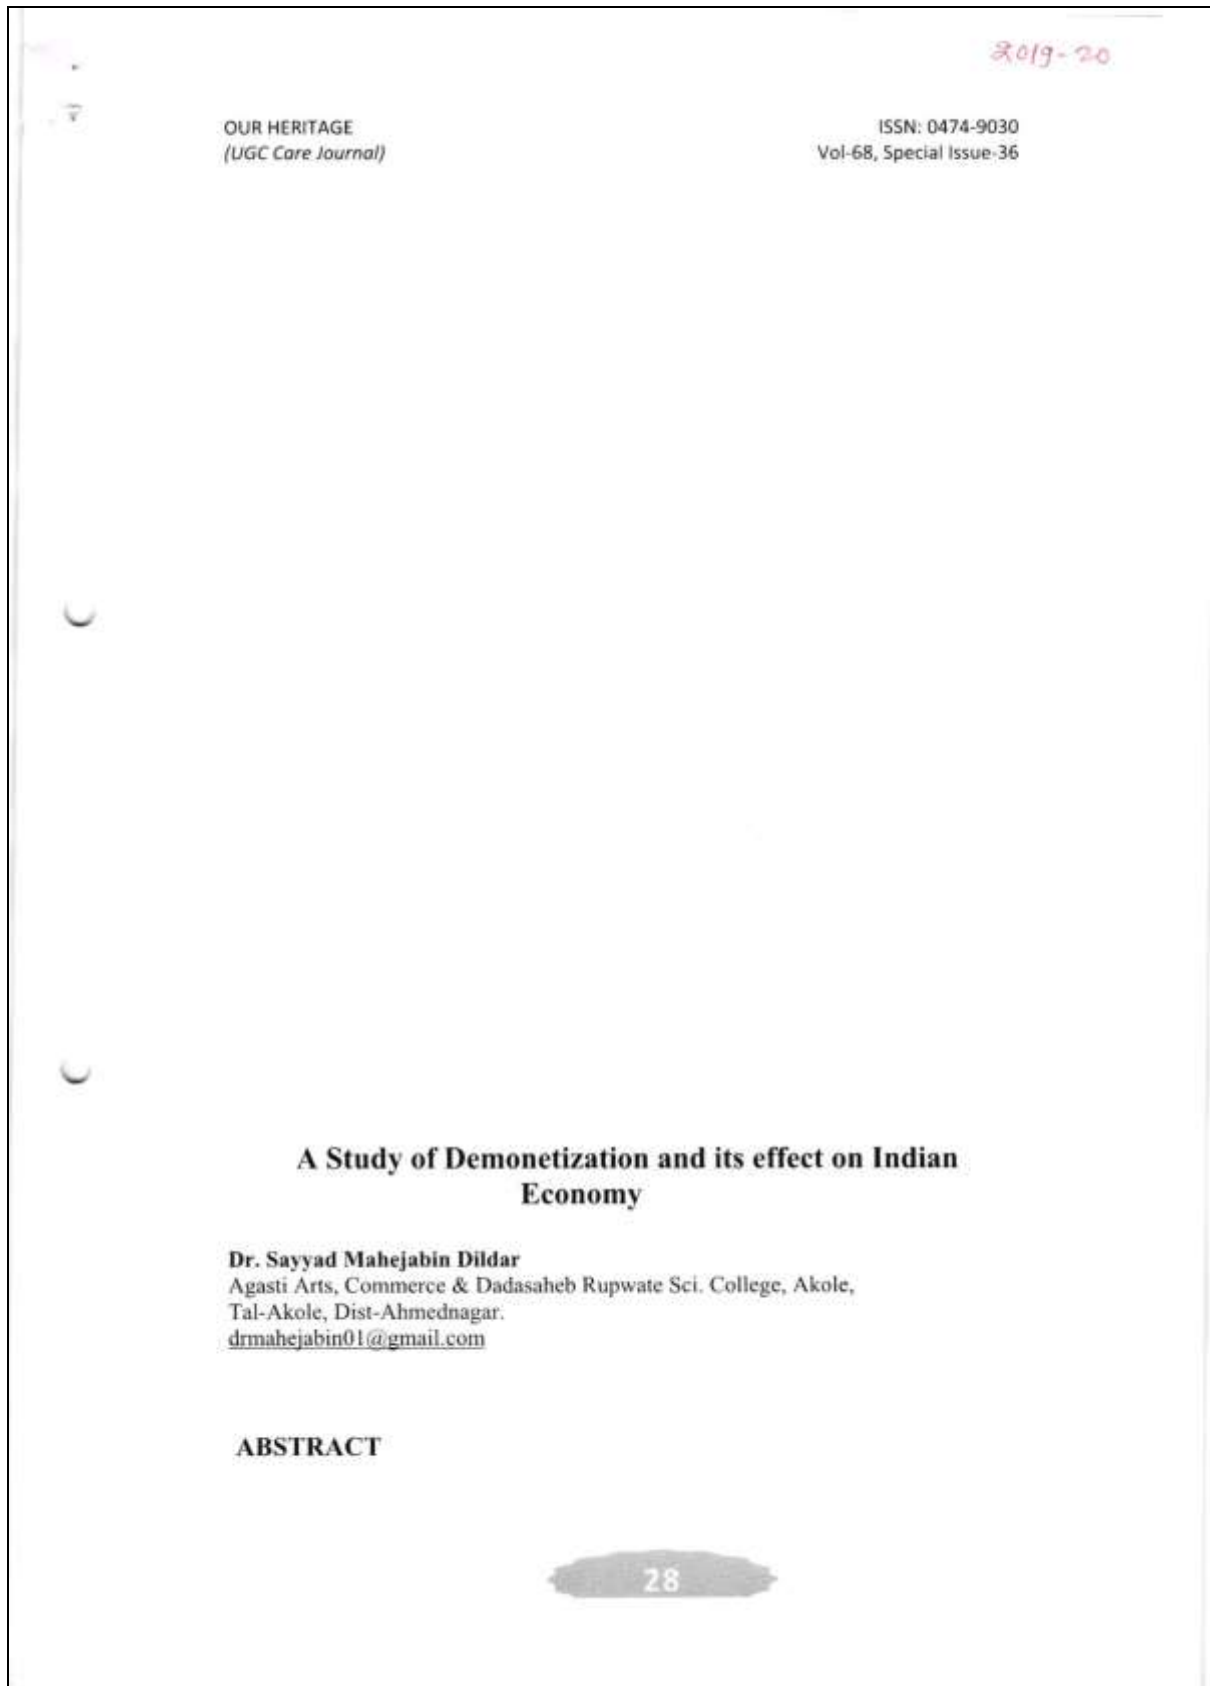 2019-20
OUR HERITAGE
ISSN: 0474-9030
(UGC Care Journal)
Vol-68, Special Issue-36
A Study of Demonetization and its effect on Indian
Economy
Dr. Sayyad Mahejabin Dildar
Agasti Arts, Commerce & Dadasaheb Rupwate Sci. College, Akole,
Tal-Akole, Dist-Ahmednagar.
drmahejabin01@gmail.com
ABSTRACT
28